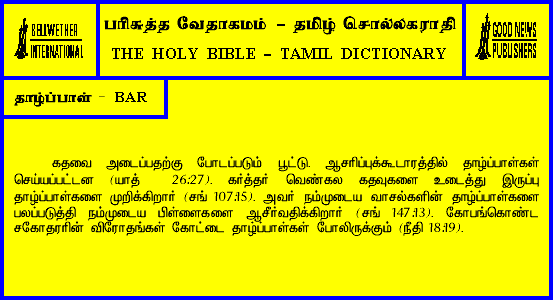 BELLWETHER
INTERNATIONAL
பரிசுத்த வேதாகமம் - தமிழ் சொல்லகராதி
THE HOLY BIBLE - TAMIL DICTIONARY
GOOD NEWS
PUBLISHERS
தாழ்ப்பாள் - BAR
கதவை அடைப்பதற்கு போடப்படும் பூட்டு. ஆசரிப்புக்கூடாரத்தில் தாழ்ப்பாள்கள்
செய்யப்பட்டன (யாத் 26:27). கர்த்தர் வெண்கல கதவுகளை உடைத்து இருப்பு
தாழ்ப்பாள்களை முறிக்கிறார் (சங் 107:15). அவர் நம்முடைய வாசல்களின் தாழ்ப்பாள்களை
பலப்படுத்தி நம்முடைய பிள்ளைகளை ஆசீர்வதிக்கிறார் (சங் 147:13). கோபங்கொண்ட
சகோதரரின் விரோதங்கள் கோட்டை தாழ்ப்பாள்கள் போலிருக்கும் (நீதி 18:19).